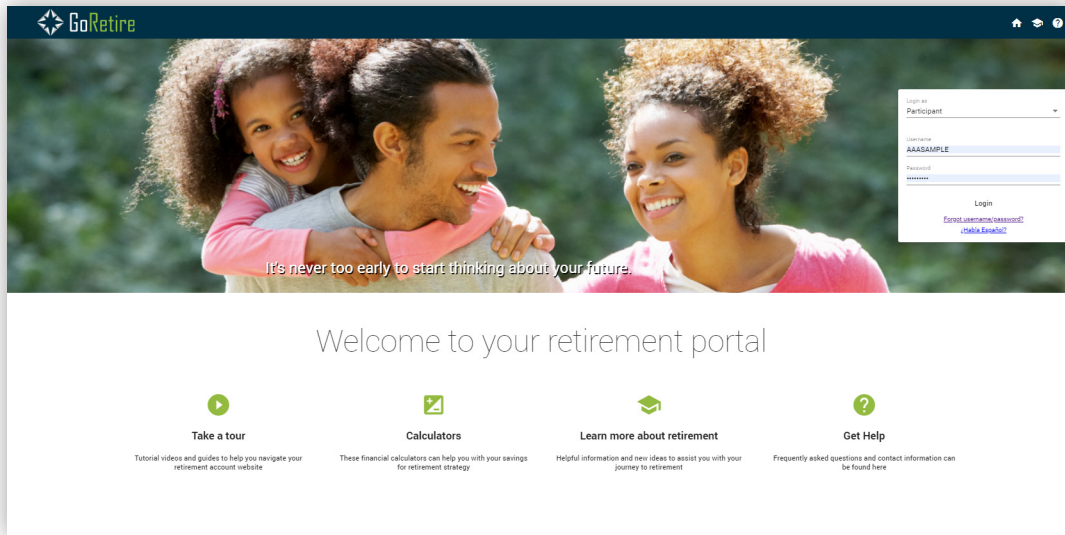 GoRetire
Login as
Participant
Username
AAASAMPLE
Password
•••••••••
Login
Forgot username/password?
¿Habla Español?
It's never too early to start thinking about your future.
Welcome to your retirement portal
Take a tour
Tutorial videos and guides to help you navigate your
retirement account website
Calculators
These financial calculators can help you with your savings
for retirement strategy
Learn more about retirement
Helpful information and new ideas to assist you with your
journey to retirement
Get Help
Frequently asked questions and contact information can
be found here